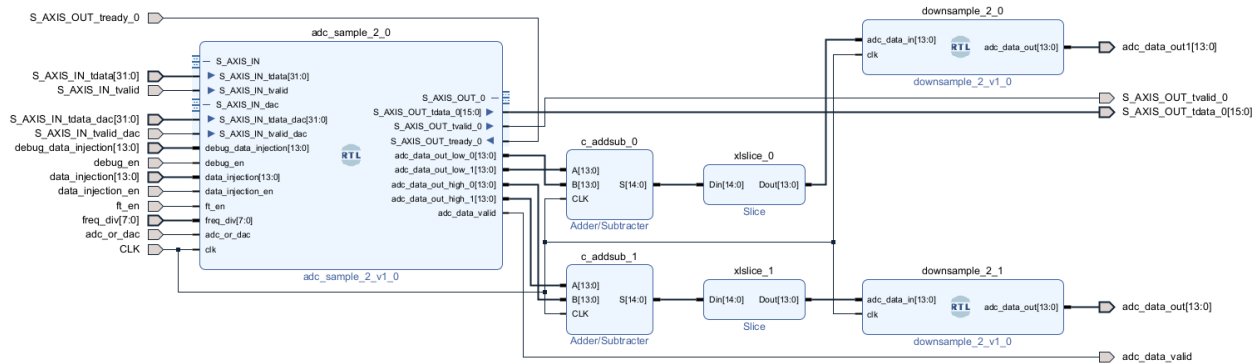 S_AXIS_OUT_tready_0
S_AXIS_IN_tdata[31:0]
S_AXIS_IN_tvalid
S_AXIS_IN_tdata_dac[31:0]
S_AXIS_IN_tvalid_dac
debug_data_injection[13:0]
debug_en
data_injection[13:0]
data_injection_en
ft_en
freq_div[7:0]
adc_or_dac
CLK
adc_sample_2_0
S_AXIS_IN
S_AXIS_IN_tdata[31:0]
S_AXIS_IN_tvalid
S_AXIS_IN_dac
S_AXIS_IN_tdata_dac[31:0]
S_AXIS_IN_tvalid_dac
debug_data_injection[13:0]
debug_en
data_injection[13:0]
data_injection_en
ft_en
freq_div[7:0]
adc_or_dac
clk
RTL
S_AXIS_OUT_0
S_AXIS_OUT_tdata_0[15:0]
S_AXIS_OUT_tvalid_0
S_AXIS_OUT_tready_0
adc_data_out_low_0[13:0]
adc_data_out_low_1[13:0]
adc_data_out_high_0[13:0]
adc_data_out_high_1[13:0]
adc_data_valid
adc_sample_2_v1_0
c_addsub_0
A[13:0]
B[13:0]
CLK
S[14:0]
Adder/Subtracter
xlslice_0
Din[14:0]
Dout[13:0]
Slice
downsample_2_0
adc_data_in[13:0]
clk
RTL
adc_data_out[13:0]
downsample_2_v1_0
c_addsub_1
A[13:0]
B[13:0]
CLK
S[14:0]
Adder/Subtracter
xlslice_1
Din[14:0]
Dout[13:0]
Slice
downsample_2_1
adc_data_in[13:0]
clk
RTL
adc_data_out[13:0]
downsample_2_v1_0
adc_data_out1[13:0]
S_AXIS_OUT_tvalid_0
S_AXIS_OUT_tdata_0[15:0]
adc_data_out[13:0]
adc_data_valid